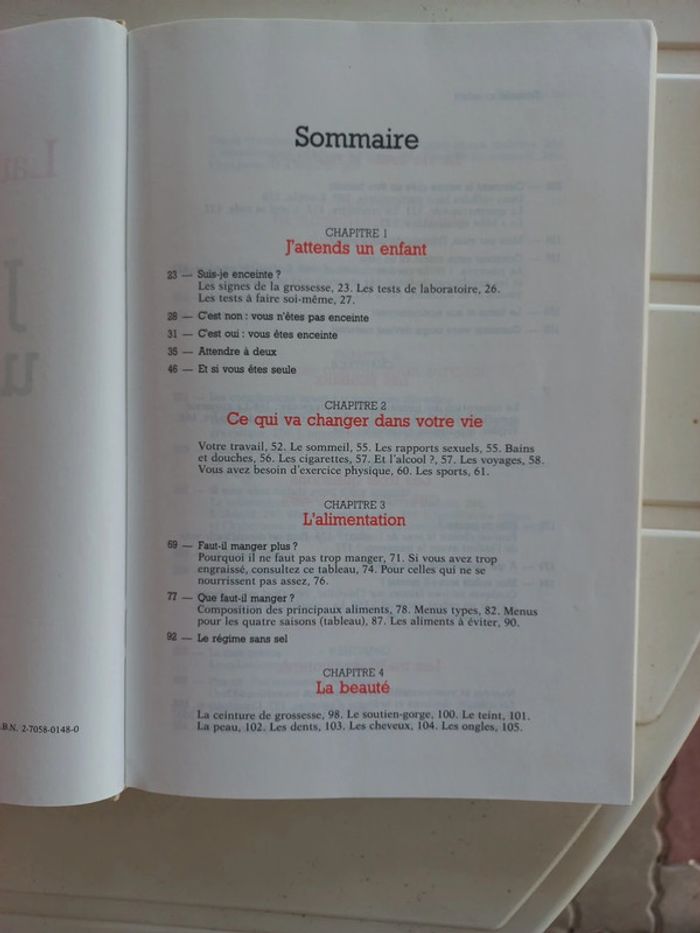 Sommaire
CHAPITRE 1
J'attends un enfant
23 — Suis-je enceinte ?
Les signes de la grossesse, 23. Les tests de laboratoire, 26.
Les tests à faire soi-même, 27.
28 — C'est non : vous n'êtes pas enceinte
31 — C'est oui : vous êtes enceinte
35 — Attendre à deux
46 — Et si vous êtes seule
CHAPITRE 2
Ce qui va changer dans votre vie
Votre travail, 52. Le sommeil, 55. Les rapports sexuels, 55. Bains
et douches, 56. Les cigarettes, 57. Et l'alcool ?, 57. Les voyages, 58.
Vous avez besoin d'exercice physique, 60. Les sports, 61.
CHAPITRE 3
L'alimentation
69 — Faut-il manger plus ?
Pourquoi il ne faut pas trop manger, 71. Si vous avez trop
engraissé, consultez ce tableau, 74. Pour celles qui ne se
nourrissent pas assez, 76.
77 — Que faut-il manger ?
Composition des principaux aliments, 78. Menus types, 82. Menus
pour les quatre saisons (tableau), 87. Les aliments à éviter, 90.
92 — Le régime sans sel
CHAPITRE 4
La beauté
La ceinture de grossesse, 98. Le soutien-gorge, 100. Le teint, 101.
La peau, 102. Les dents, 103. Les cheveux, 104. Les ongles, 105.
.B.N. 2-7058-0148-0